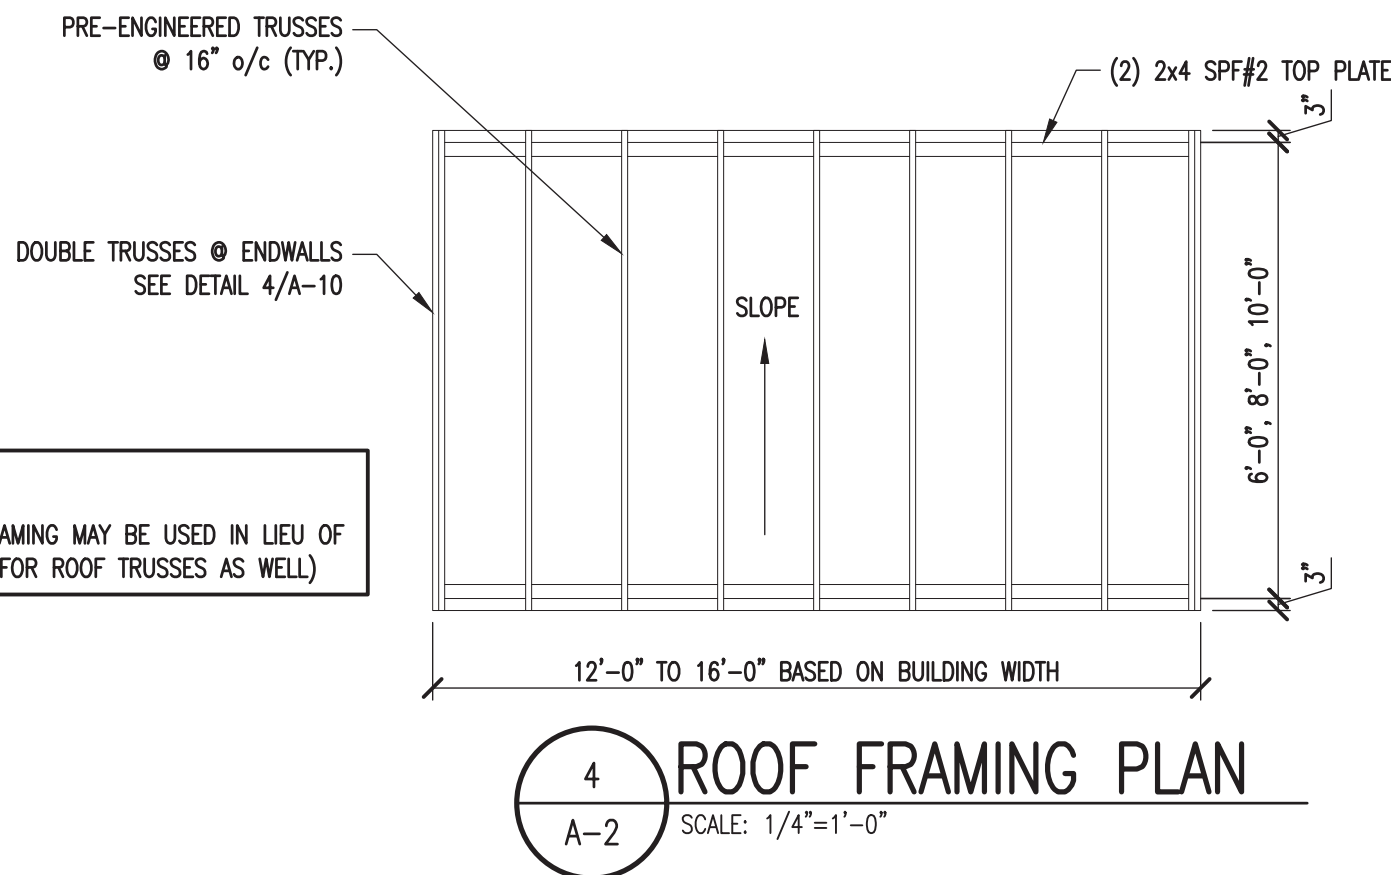 PRE-ENGINEERED TRUSSES
@ 16" o/c (TYP.)
(2) 2x4 SPF#2 TOP PLATE
3"
DOUBLE TRUSSES @ ENDWALLS
SEE DETAIL 4/A-10
SLOPE
6'-0", 8'-0", 10'-0"
MAY BE USED IN LIEU OF
FOR ROOF TRUSSES AS WELL)
3"
12'-0" TO 16'-0" BASED ON BUILDING WIDTH
4
A-2
ROOF FRAMING PLAN
SCALE: 1/4"=1'-0"